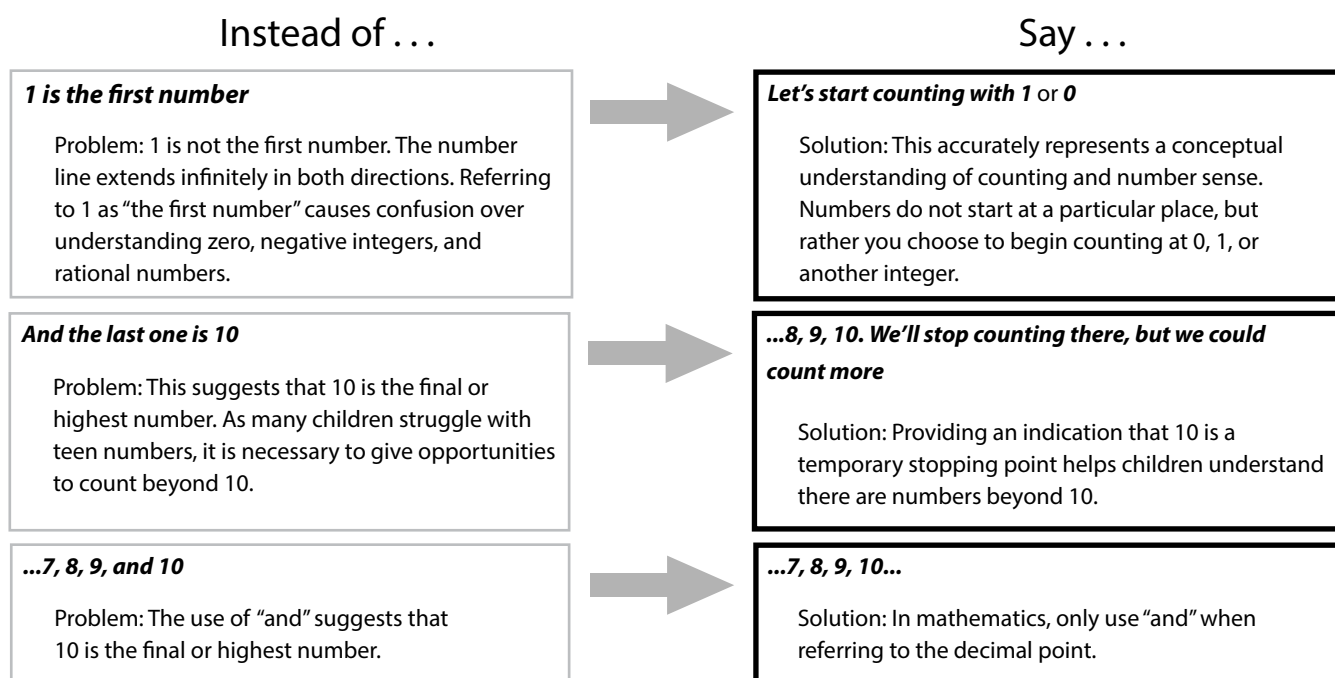 Instead of . . .
Say . . .
1 is the first number
Problem: 1 is not the first number. The number
line extends infinitely in both directions. Referring
to 1 as “the first number” causes confusion over
understanding zero, negative integers, and
rational numbers.
Let’s start counting with 1 or 0
Solution: This accurately represents a conceptual
understanding of counting and number sense.
Numbers do not start at a particular place, but
rather you choose to begin counting at 0, 1, or
another integer.
And the last one is 10
Problem: This suggests that 10 is the final or
highest number. As many children struggle with
teen numbers, it is necessary to give opportunities
to count beyond 10.
...8, 9, 10. We’ll stop counting there, but we could
count more
Solution: Providing an indication that 10 is a
temporary stopping point helps children understand
there are numbers beyond 10.
...7, 8, 9, and 10
Problem: The use of “and” suggests that
10 is the final or highest number.
...7, 8, 9, 10...
Solution: In mathematics, only use “and” when
referring to the decimal point.